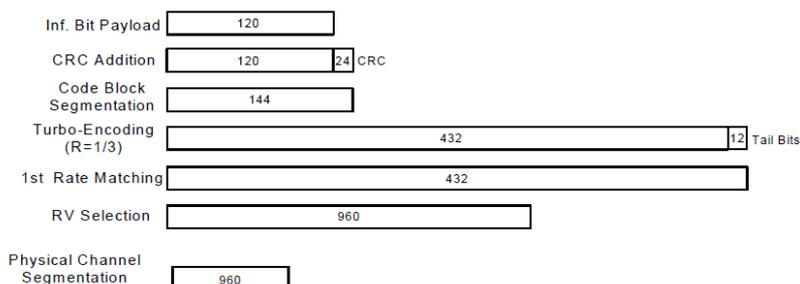 Inf. Bit Payload 120
CRC Addition 120 24 CRC
Code Block
Segmentation 144
Turbo-Encoding
(R=1/3) 432 12 Tail Bits
1st Rate Matching 432
RV Selection 960
Physical Channel
Segmentation 960